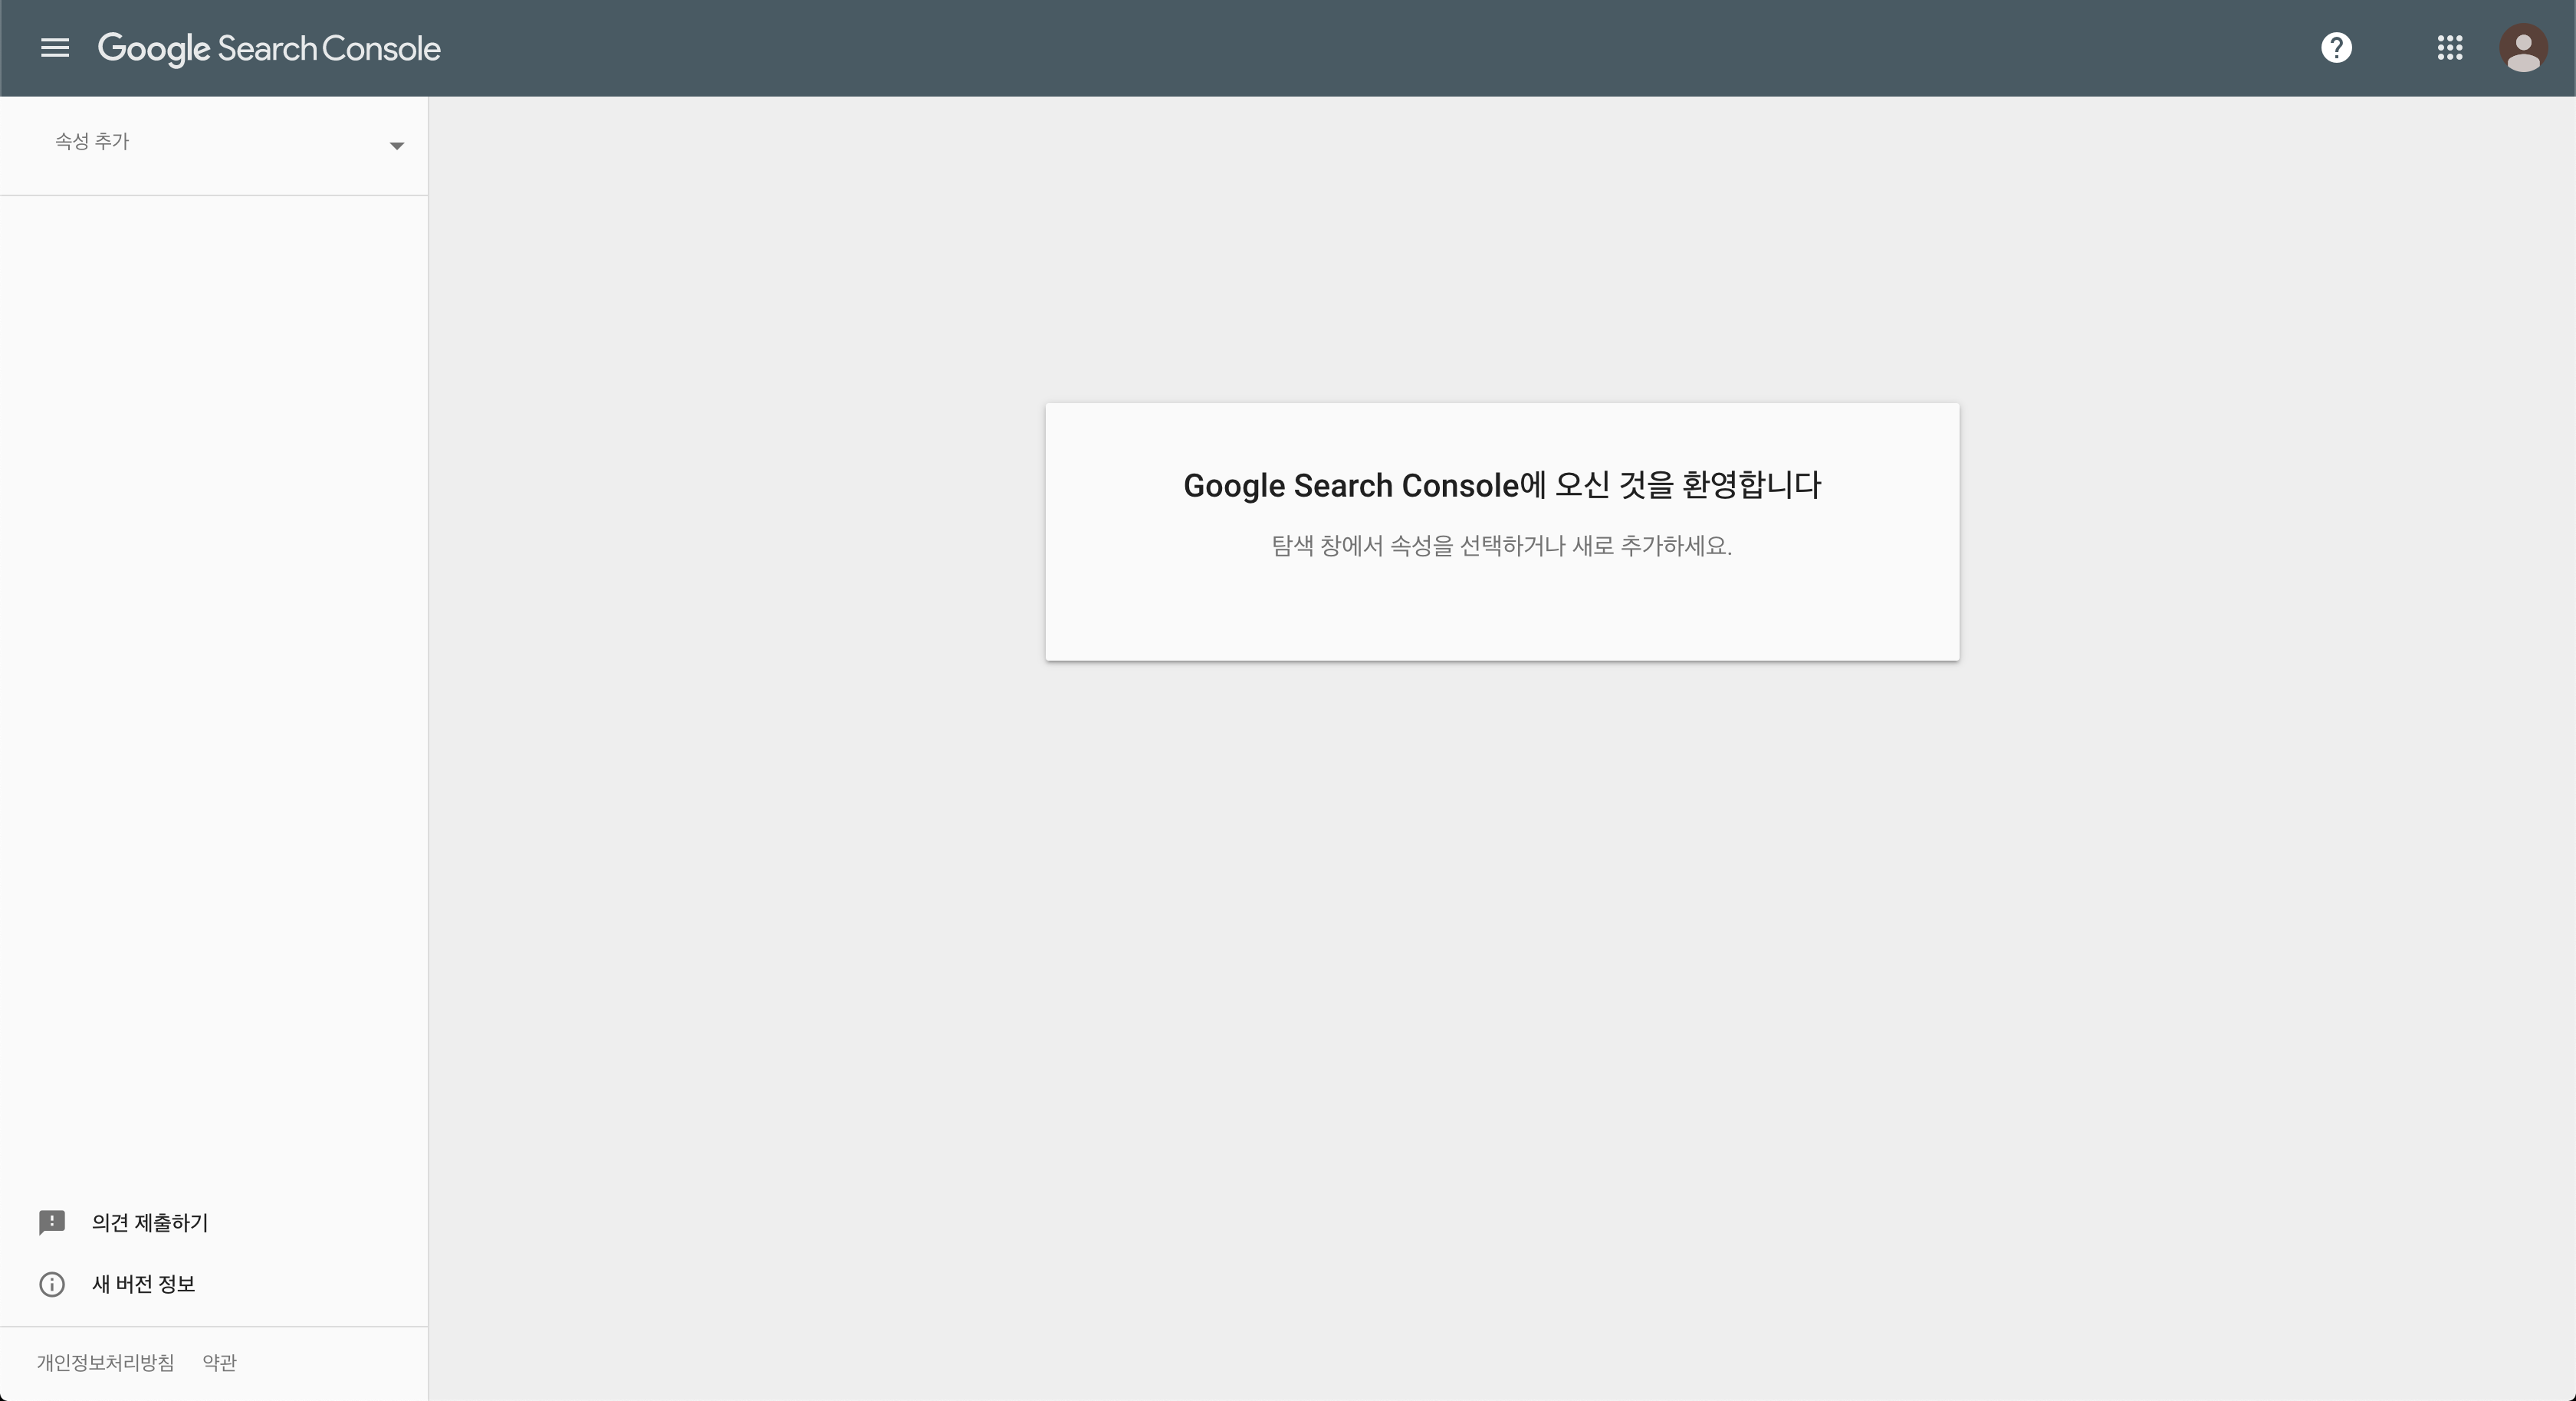 Google Search Console
속성 추가
Google Search Console에 오신 것을 환영합니다
탐색 창에서 속성을 선택하거나 새로 추가하세요.
의견 제출하기
새 버전 정보
개인정보처리방침 약관